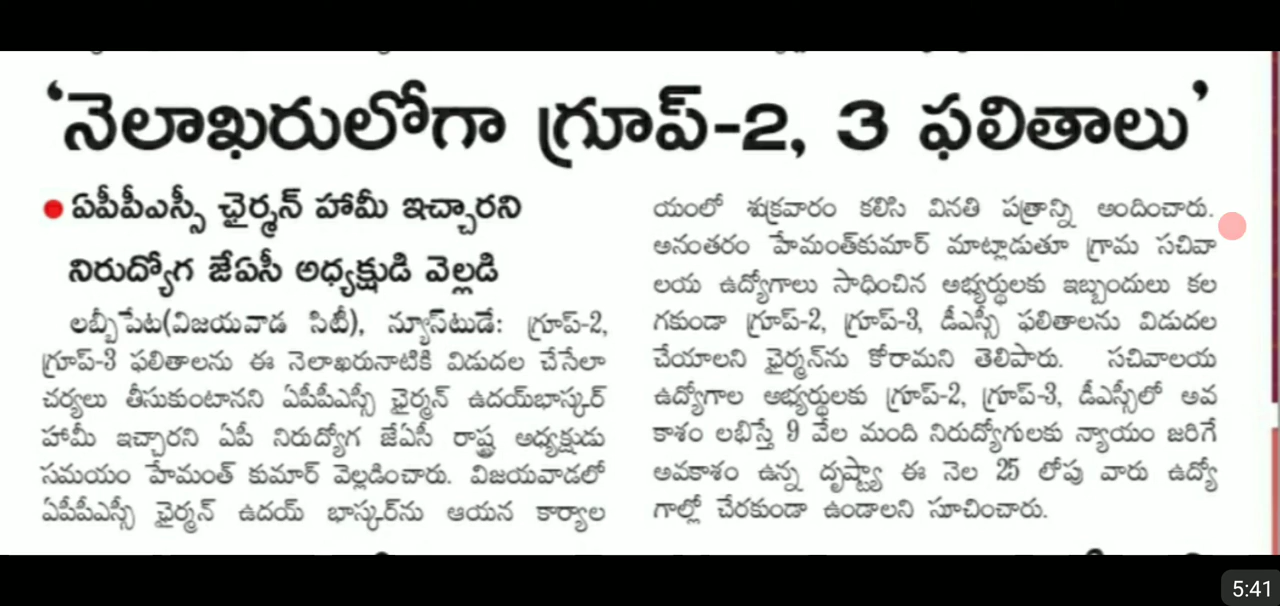 ‘నెలాఖరులోగా గ్రూప్-2, 3 ఫలితాలు’
ఏపీపీఎస్సీ ఛైర్మన్ హామీ ఇచ్చారని
నిరుద్యోగ జేఏసీ అధ్యక్షుడి వెల్లడి
లబ్బీపేట(విజయవాడ సిటీ), న్యూస్‌టుడే: గ్రూప్-2,
గ్రూప్-3 ఫలితాలను ఈ నెలాఖరునాటికి విడుదల చేసేలా
చర్యలు తీసుకుంటానని ఏపీపీఎస్సీ ఛైర్మన్ ఉదయ్‌భాస్కర్
హామీ ఇచ్చారని ఏపీ నిరుద్యోగ జేఏసీ రాష్ట్ర అధ్యక్షుడు
సమయం హేమంత్ కుమార్ వెల్లడించారు. విజయవాడలో
ఏపీపీఎస్సీ ఛైర్మన్ ఉదయ్ భాస్కర్‌ను ఆయన కార్యాల
యంలో శుక్రవారం కలిసి వినతి పత్రాన్ని అందించారు.
అనంతరం హేమంత్‌కుమార్ మాట్లాడుతూ గ్రామ సచివా
లయ ఉద్యోగాలు సాధించిన అభ్యర్థులకు ఇబ్బందులు కల
గకుండా గ్రూప్-2, గ్రూప్-3, డీఎస్సీ ఫలితాలను విడుదల
చేయాలని ఛైర్మన్‌ను కోరామని తెలిపారు. సచివాలయ
ఉద్యోగాల అభ్యర్థులకు గ్రూప్-2, గ్రూప్-3, డీఎస్సీలో అవ
కాశం లభిస్తే 9 వేల మంది నిరుద్యోగులకు న్యాయం జరిగే
అవకాశం ఉన్న దృష్ట్యా ఈ నెల 25 లోపు వారు ఉద్యో
గాల్లో చేరకుండా ఉండాలని సూచించారు.
5:41